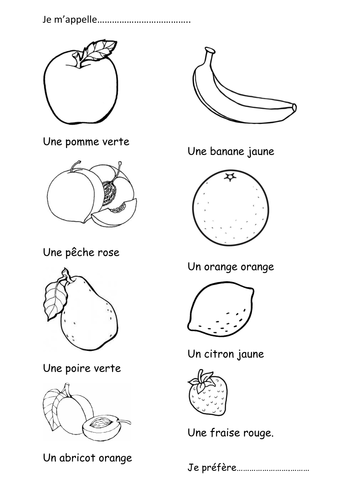 Je m'appelle……………………………….
Une pomme verte
Une banane jaune
Une pêche rose
Un orange orange
Une poire verte
Un citron jaune
Un abricot orange
Une fraise rouge.
Je préfère…………………….………